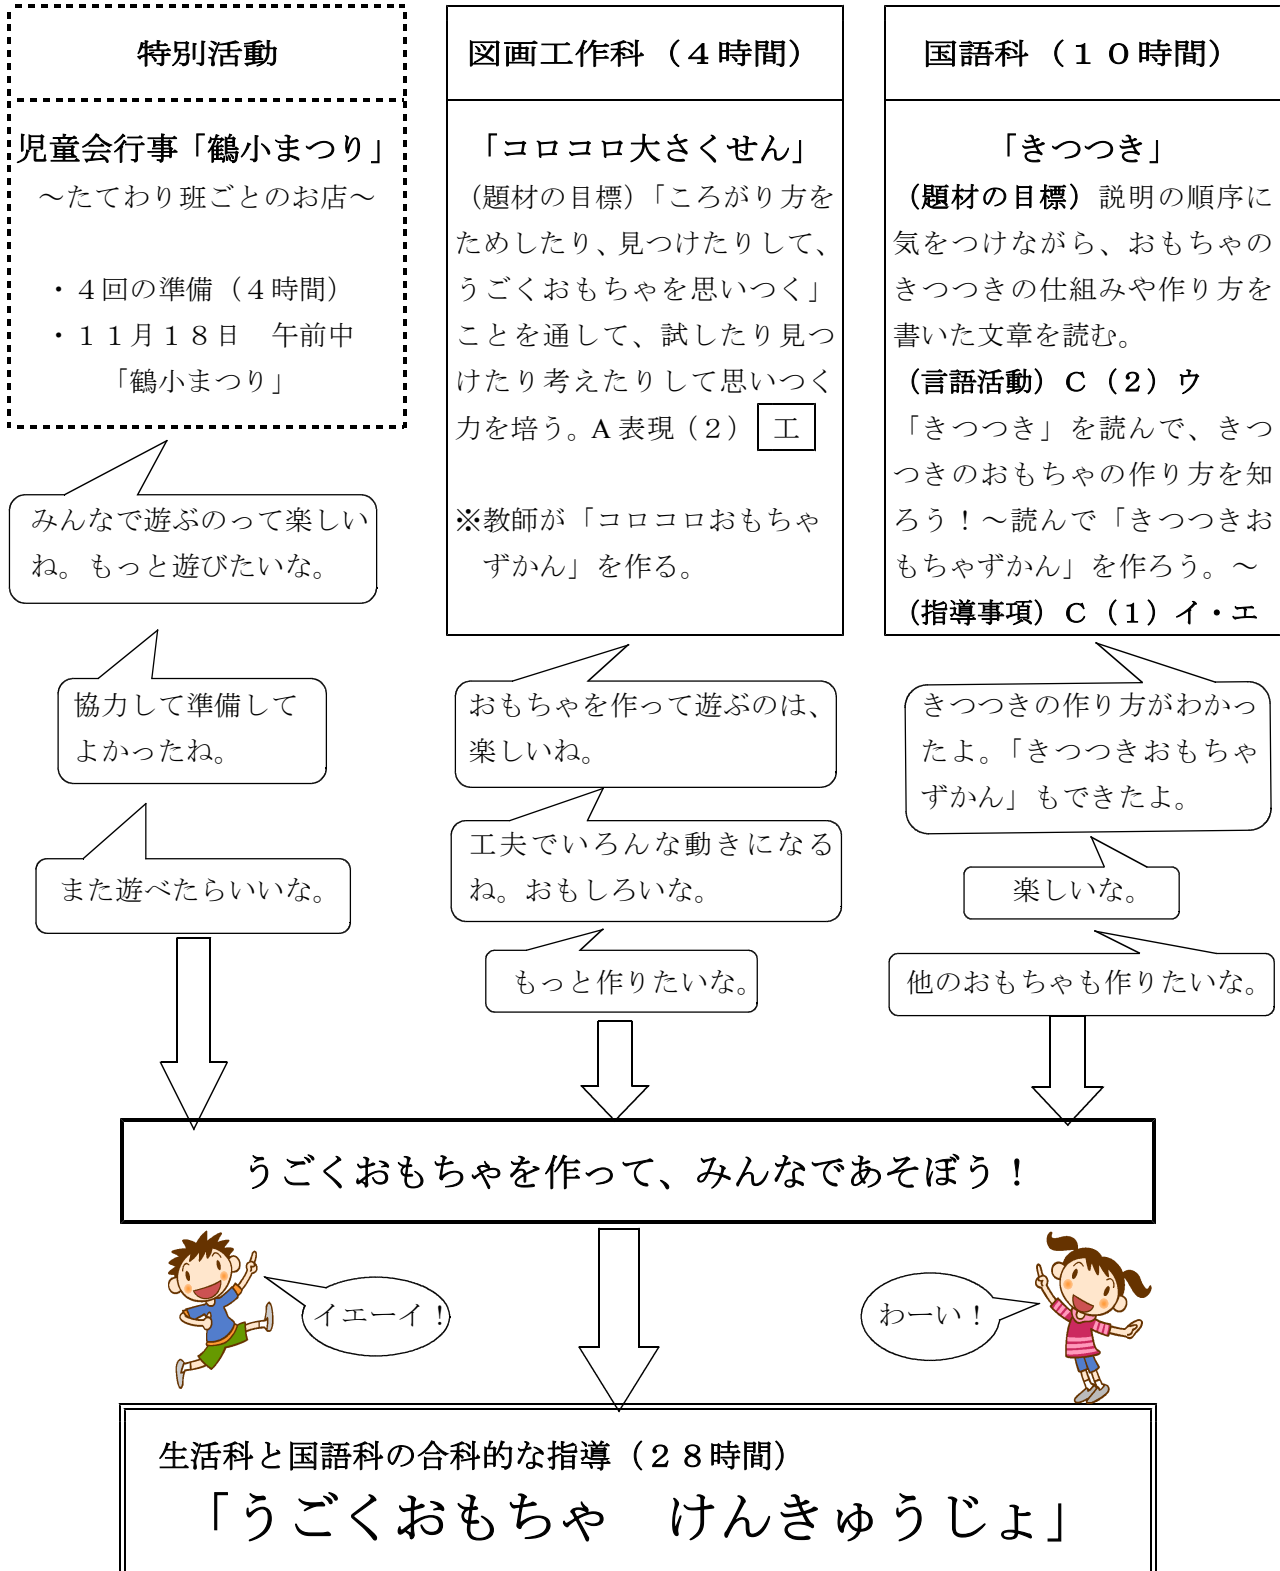 特別活動
児童会行事「鶴小まつり」
～たてわり班ごとのお店～
・４回の準備（４時間）
・１１月１８日　午前中
「鶴小まつり」
みんなで遊ぶのって楽しい
ね。もっと遊びたいな。
協力して準備して
よかったね。
また遊べたらいいな。
図画工作科（４時間）
「コロコロ大さくせん」
（題材の目標）「ころがり方を
ためしたり、見つけたりして、
うごくおもちゃを思いつく」
ことを通して、試したり見つ
けたり考えたりして思いつく
力を培う。A 表現（２） 工
※教師が「コロコロおもちゃ
ずかん」を作る。
おもちゃを作って遊ぶのは、
楽しいね。
工夫でいろんな動きになる
ね。おもしろいな。
もっと作りたいな。
国語科（１０時間）
「きつつき」
（題材の目標）説明の順序に
気をつけながら、おもちゃの
きつつきの仕組みや作り方を
書いた文章を読む。
（言語活動）Ｃ（２）ウ
「きつつき」を読んで、きつ
つきのおもちゃの作り方を知
ろう！～読んで「きつつきお
もちゃずかん」を作ろう。～
（指導事項）Ｃ（１）イ・エ
きつつきの作り方がわかっ
たよ。「きつつきおもちゃ
ずかん」もできたよ。
楽しいな。
他のおもちゃも作りたいな。
うごくおもちゃを作って、みんなであそぼう！
イエーイ！
わーい！
生活科と国語科の合科的な指導（２８時間）
「うごくおもちゃ　けんきゅうじょ」